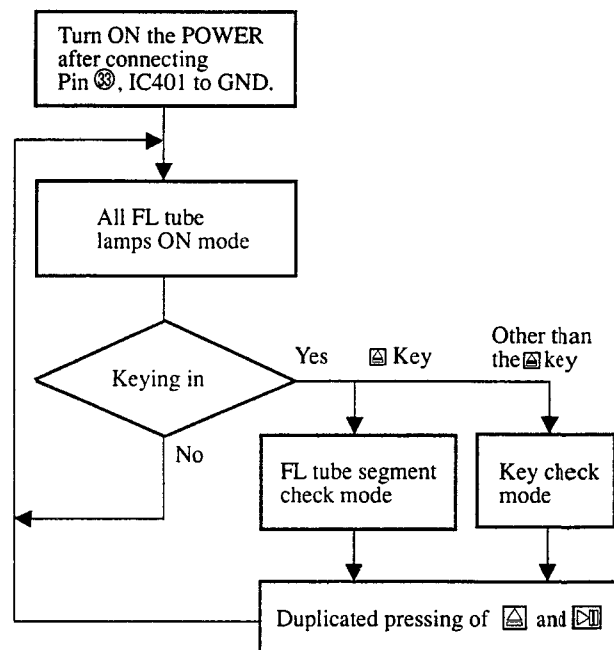 Turn ON the POWER
after connecting
Pin ㉝, IC401 to GND.
All FL tube
lamps ON mode
Keying in
Yes ⏏ Key
Other than
the ⏏ key
No
FL tube segment
check mode
Key check
mode
Duplicated pressing of ⏏ and ⏯